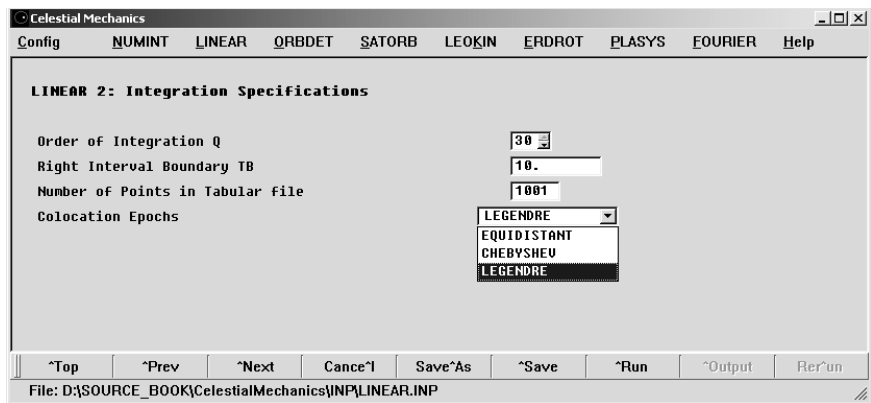 Celestial Mechanics
Config NUMINT LINEAR ORBDET SATORB LEOKIN ERDROT PLASYS FOURIER Help
LINEAR 2: Integration Specifications
Order of Integration Q 30
Right Interval Boundary TB 10.
Number of Points in Tabular file 1001
Colocation Epochs LEGENDRE
EQUIDISTANT
CHEBYSHEV
LEGENDRE
^Top ^Prev ^Next Cance^l Save^As ^Save ^Run ^Output Rer^un
File: D:\SOURCE_BOOK\CelestialMechanics\INP\LINEAR.INP